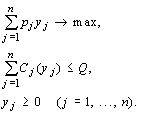 n∑j=1 p_j y_j → max,
n∑j=1 C_j (y_j) ≤ Q,
y_j ≥ 0 (j = 1, …, n).